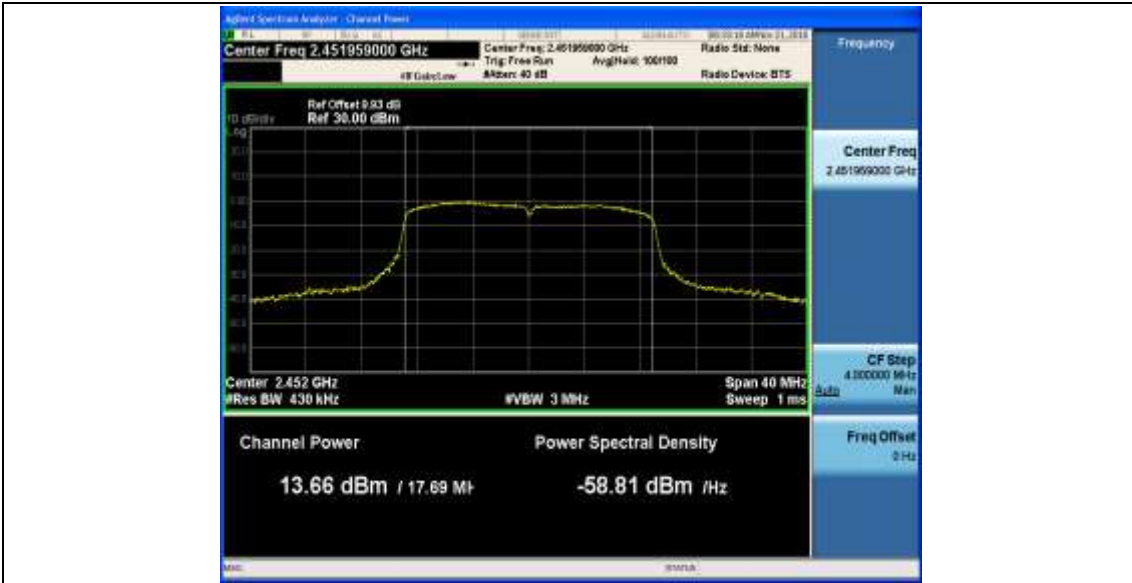 Agilent Spectrum Analyzer - Channel Power
Center Freq 2.451959000 GHz
Center Freq: 2.451959000 GHz
Radio Std: None
Trig: Free Run Avg|Hold: 100/100
#IFGain:Low #Atten: 40 dB
Radio Device: BTS
Frequency
Ref Offset 9.93 dB
10 dB/div Ref 30.00 dBm
Log
Center Freq
2.451959000 GHz
Center 2.452 GHz
Span 40 MHz
#Res BW 430 kHz
#VBW 3 MHz
Sweep 1 ms
CF Step
4.000000 MHz
Auto Man
Channel Power
Power Spectral Density
Freq Offset
0 Hz
13.66 dBm / 17.69 MH
-58.81 dBm /Hz
MSG
STATUS